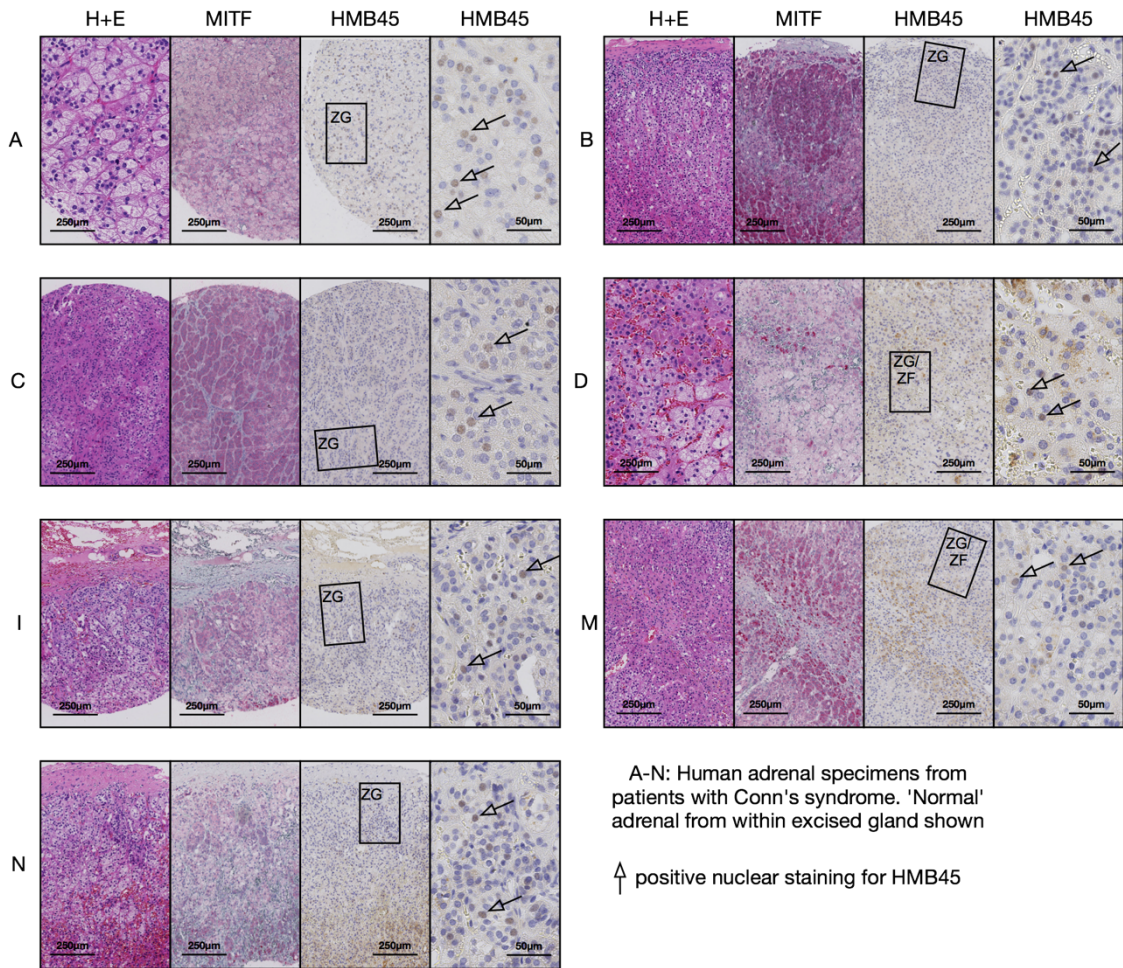 H+E MITF HMB45 HMB45
H+E MITF HMB45 HMB45
A
ZG
250µm 250µm 250µm 50µm
B
ZG
250µm 250µm 250µm 50µm
C
ZG
250µm 250µm 250µm 50µm
D
ZG/
ZF
250µm 250µm 250µm 50µm
I
ZG
250µm 250µm 250µm 50µm
M
ZG/
ZF
250µm 250µm 250µm 50µm
N
ZG
250µm 250µm 250µm 50µm
A-N: Human adrenal specimens from
patients with Conn's syndrome. 'Normal'
adrenal from within excised gland shown
positive nuclear staining for HMB45